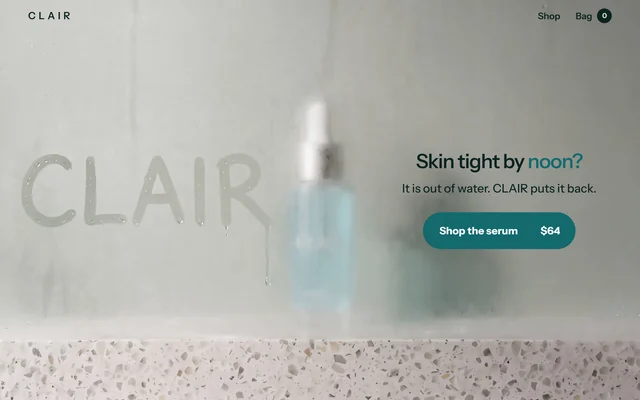 CLAIR
Shop
Bag
0
CLAIR
Skin tight by noon?
It is out of water. CLAIR puts it back.
Shop the serum $64